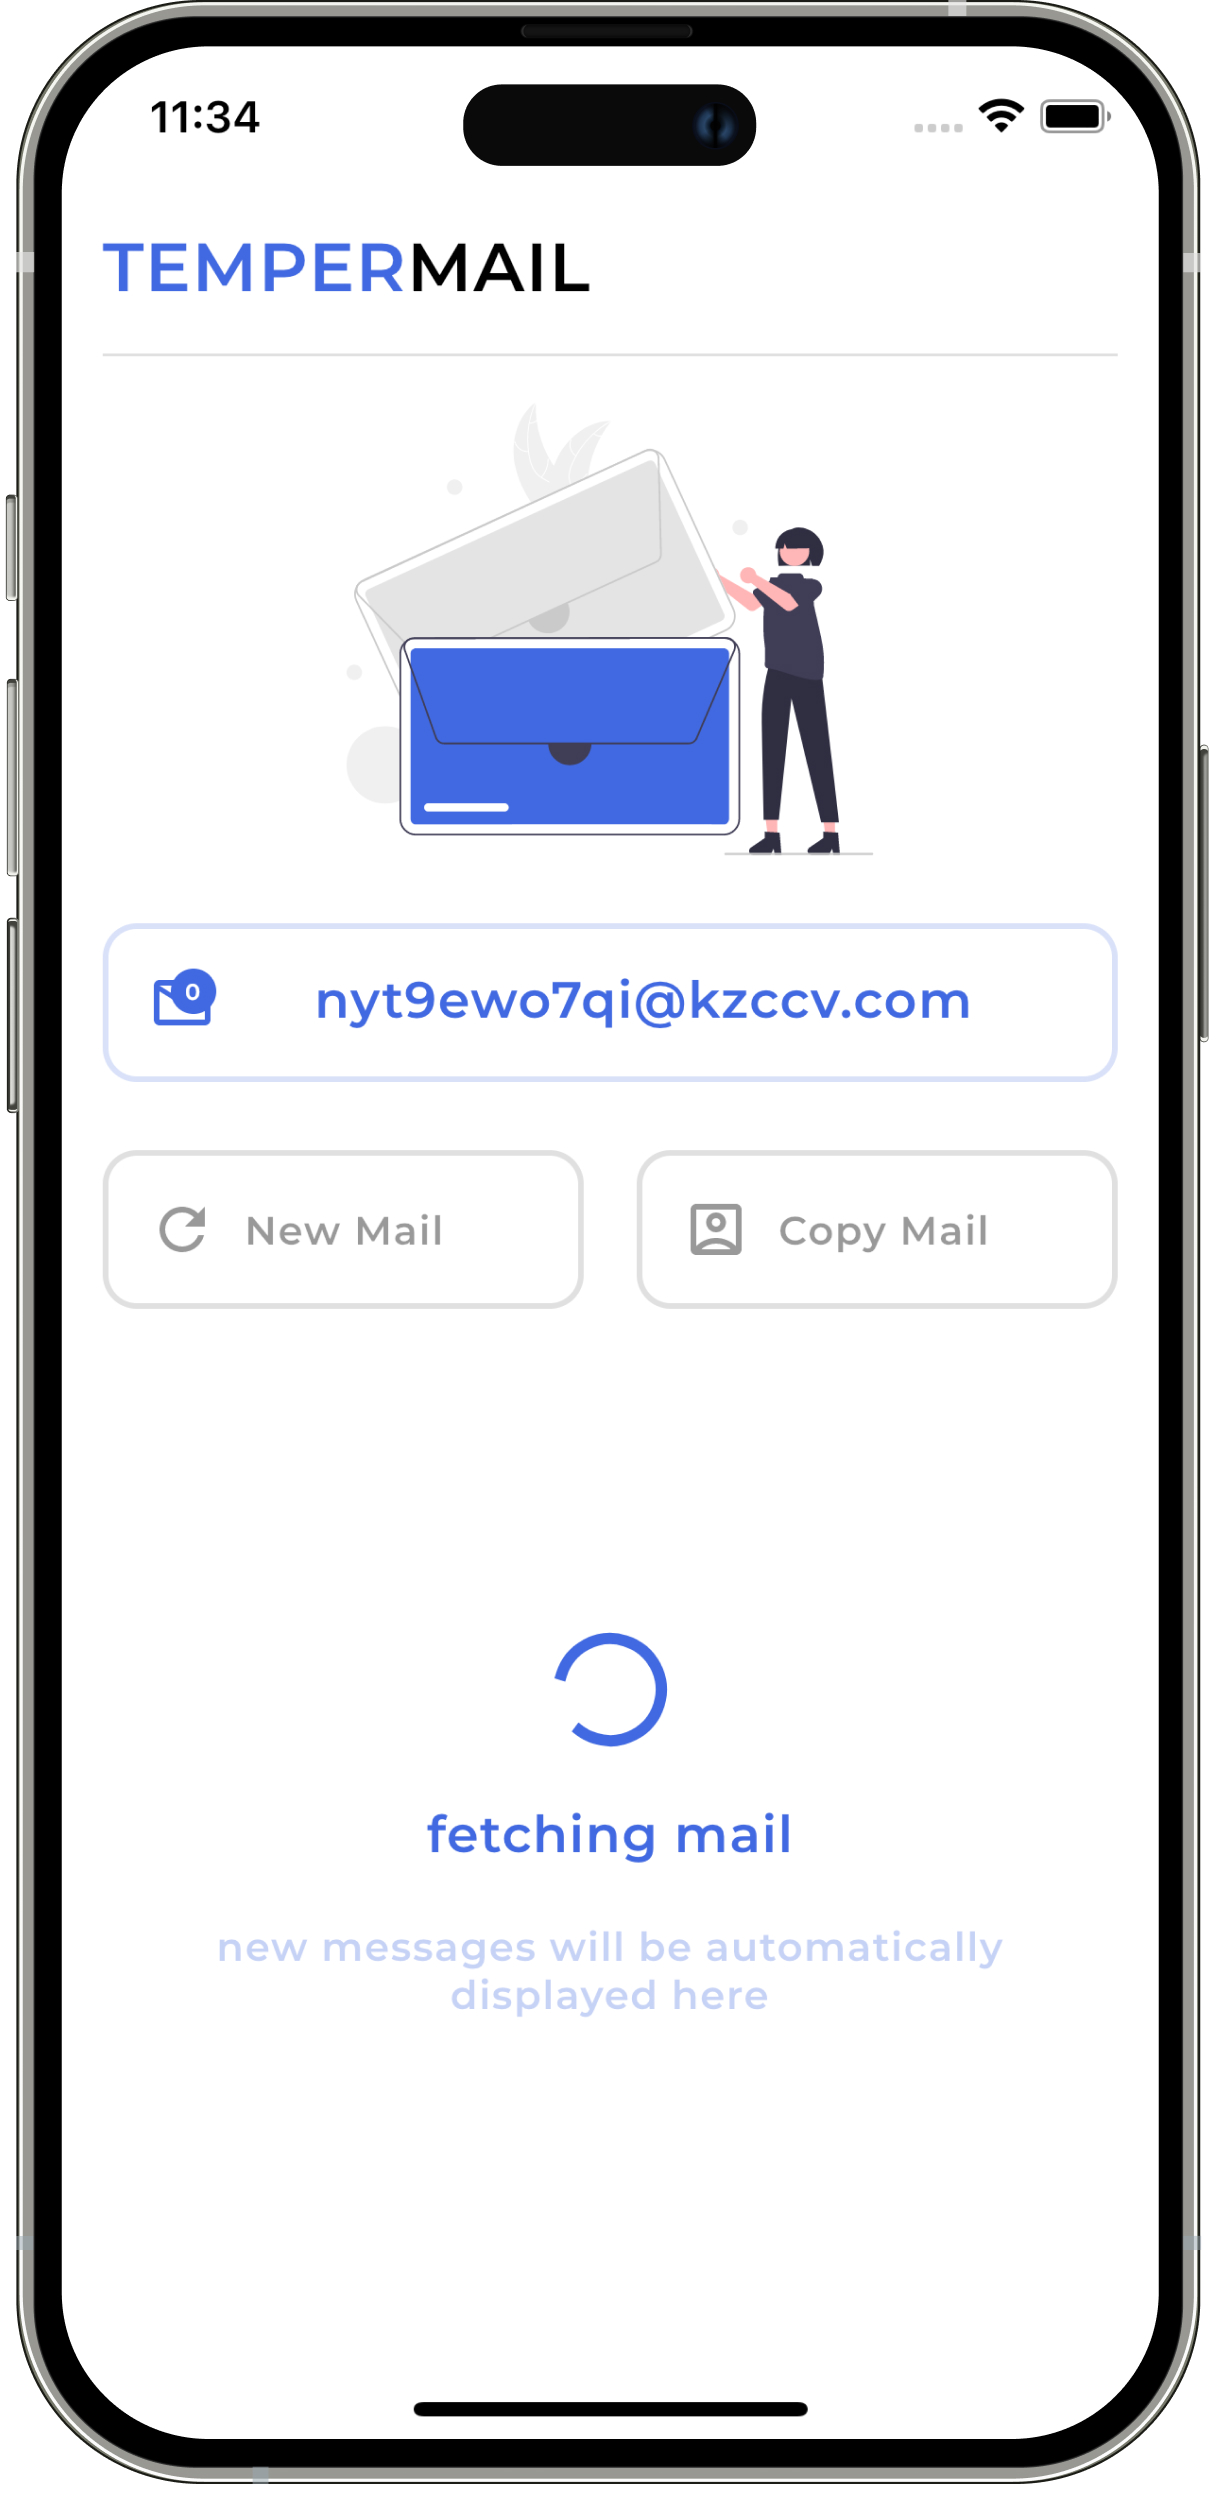 11:34
TEMPERMAIL
0
nyt9ewo7qi@kzccv.com
New Mail
Copy Mail
fetching mail
new messages will be automatically
displayed here